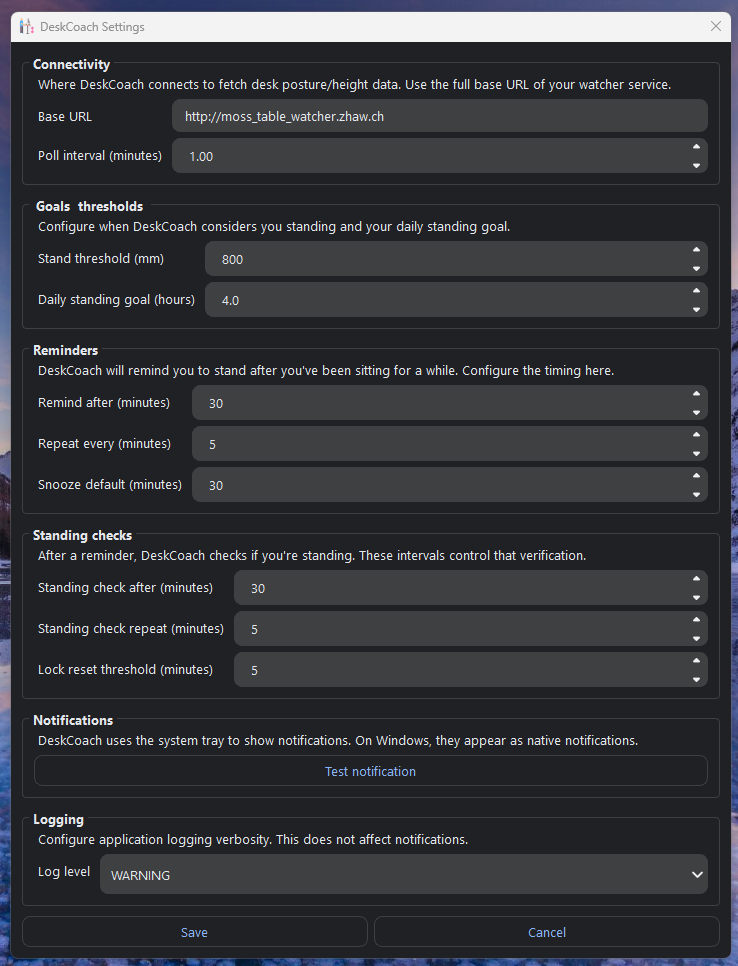 DeskCoach Settings
Connectivity
Where DeskCoach connects to fetch desk posture/height data. Use the full base URL of your watcher service.
Base URL
http://moss_table_watcher.zhaw.ch
Poll interval (minutes)
1.00
Goals  thresholds
Configure when DeskCoach considers you standing and your daily standing goal.
Stand threshold (mm)
800
Daily standing goal (hours)
4.0
Reminders
DeskCoach will remind you to stand after you've been sitting for a while. Configure the timing here.
Remind after (minutes)
30
Repeat every (minutes)
5
Snooze default (minutes)
30
Standing checks
After a reminder, DeskCoach checks if you're standing. These intervals control that verification.
Standing check after (minutes)
30
Standing check repeat (minutes)
5
Lock reset threshold (minutes)
5
Notifications
DeskCoach uses the system tray to show notifications. On Windows, they appear as native notifications.
Test notification
Logging
Configure application logging verbosity. This does not affect notifications.
Log level
WARNING
Save
Cancel